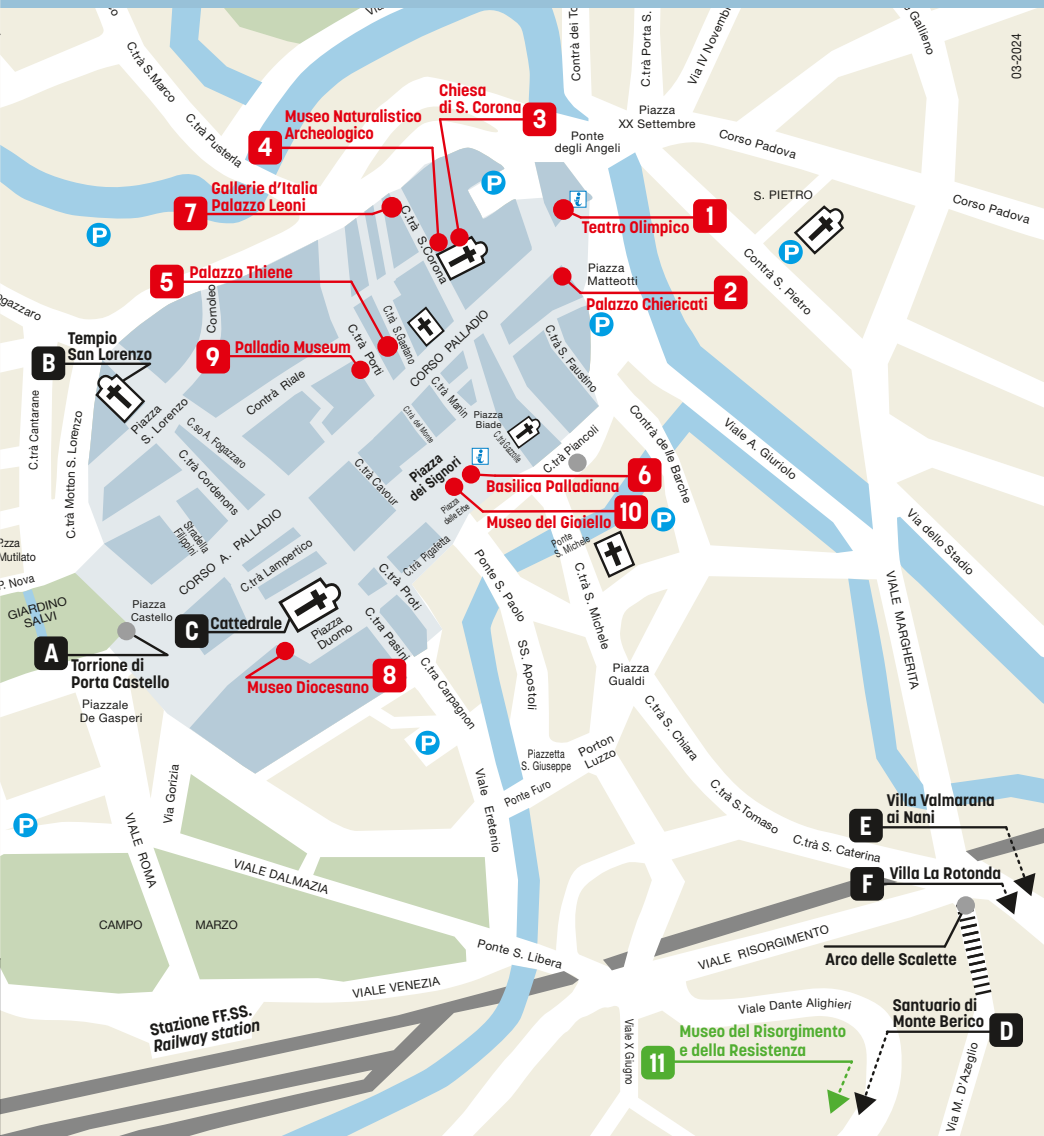 03-2024
C.trà S.Marco
C.trà Pusterla
Contrà dei
C.trà Porta S.
Via IV Novemb
Gallieno
Piazza
XX Settembre
Ponte
degli Angeli
Corso Padova
Corso Padova
Chiesa
di S. Corona
3
Museo Naturalistico
Archeologico
4
Gallerie d'Italia
Palazzo Leoni
7
P
P
i
Teatro Olimpico
1
S. PIETRO
P
Contrà S. Pietro
C.trà S.Corona
Palazzo Thiene
5
Piazza
Matteotti
Palazzo Chiericati
2
P
Comoleo
ogazzaro
Tempio
San Lorenzo
B
Palladio Museum
9
C.trà Porti
C.trà S.Gaetano
CORSO PALLADIO
C.trà S. Faustino
Contrà Riale
C.trà Manin
C.trà del Monte
Piazza
Biade
C.trà Gazzolle
Piazza
S. Lorenzo
C.so A. Fogazzaro
C.trà Cordenons
C.trà Cantarane
C.trà Motton S. Lorenzo
C.trà Cavour
Piazza
dei Signori
i
C.trà Piancoli
Contrà delle Barche
Viale A. Giuriolo
Basilica Palladiana
6
Museo del Gioiello
10
P
Piazza
delle Erbe
Stradella
Filippini
CORSO A. PALLADIO
C.trà Lampertico
C.trà Pigafetta
C.trà Proti
Ponte
S. Michele
Ponte S. Paolo
C.trà S. Michele
Via dello Stadio
VIALE MARGHERITA
P.zza
Mutilato
P. Nova
GIARDINO
SALVI
Piazza
Castello
Cattedrale
C
Piazza
Duomo
C.tra Pasini
A
Torrione di
Porta Castello
Museo Diocesano
8
C.tra Carpagnon
SS. Apostoli
Piazza
Gualdi
C.trà S. Chiara
Piazzale
De Gasperi
P
Piazzetta
S. Giuseppe
Porton
Luzzo
Ponte Furo
Viale Eretenio
Via Gorizia
P
VIALE ROMA
VIALE DALMAZIA
C.trà S.Tomaso
C.trà S. Caterina
Villa Valmarana
ai Nani
E
F
Villa La Rotonda
CAMPO MARZO
Ponte S. Libera
VIALE RISORGIMENTO
Arco delle Scalette
VIALE VENEZIA
Stazione FF.SS.
Railway station
Viale Dante Alighieri
Santuario di
Monte Berico
D
Viale X Giugno
Museo del Risorgimento
e della Resistenza
11
Via M. D'Azeglio